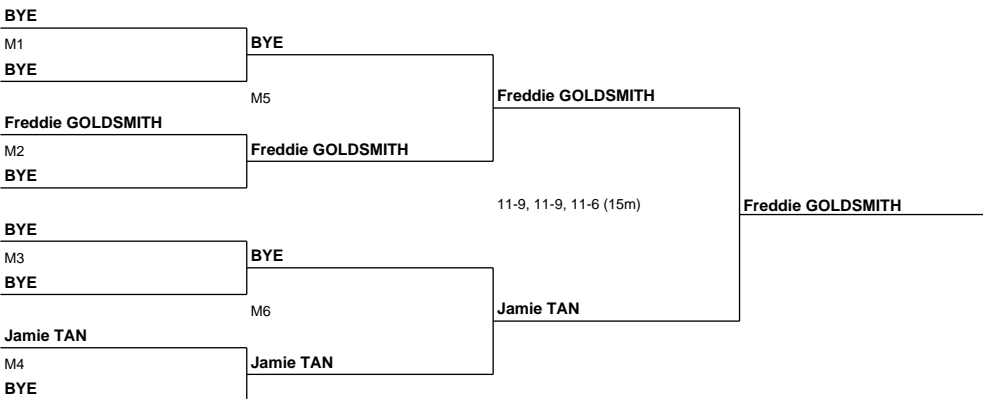 BYE
M1
BYE
BYE
M5
Freddie GOLDSMITH
Freddie GOLDSMITH
M2
Freddie GOLDSMITH
BYE
11-9, 11-9, 11-6 (15m)
Freddie GOLDSMITH
BYE
M3
BYE
BYE
M6
Jamie TAN
Jamie TAN
M4
Jamie TAN
BYE